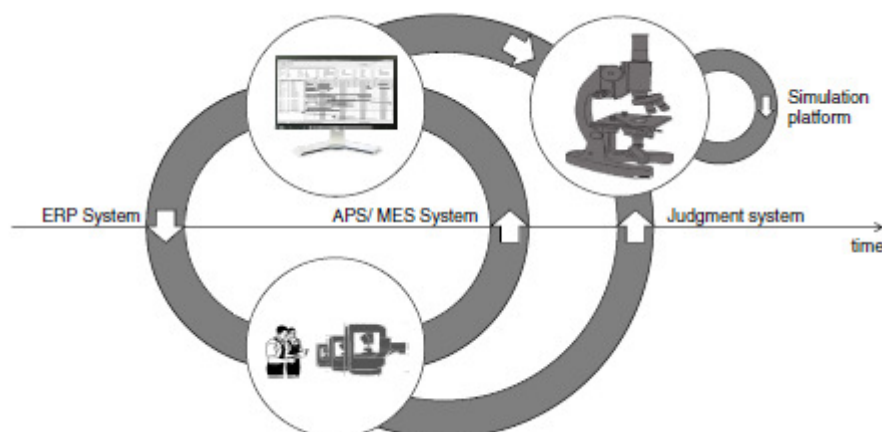 Simulation
platform
ERP System
APS/ MES System
Judgment system
time